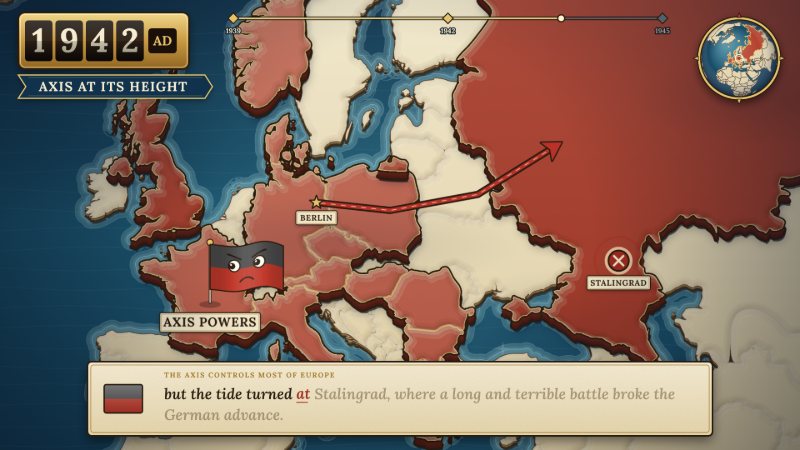 1942 AD
AXIS AT ITS HEIGHT
1939
1942
1945
BERLIN
STALINGRAD
AXIS POWERS
THE AXIS CONTROLS MOST OF EUROPE
but the tide turned at Stalingrad, where a long and terrible battle broke the
German advance.